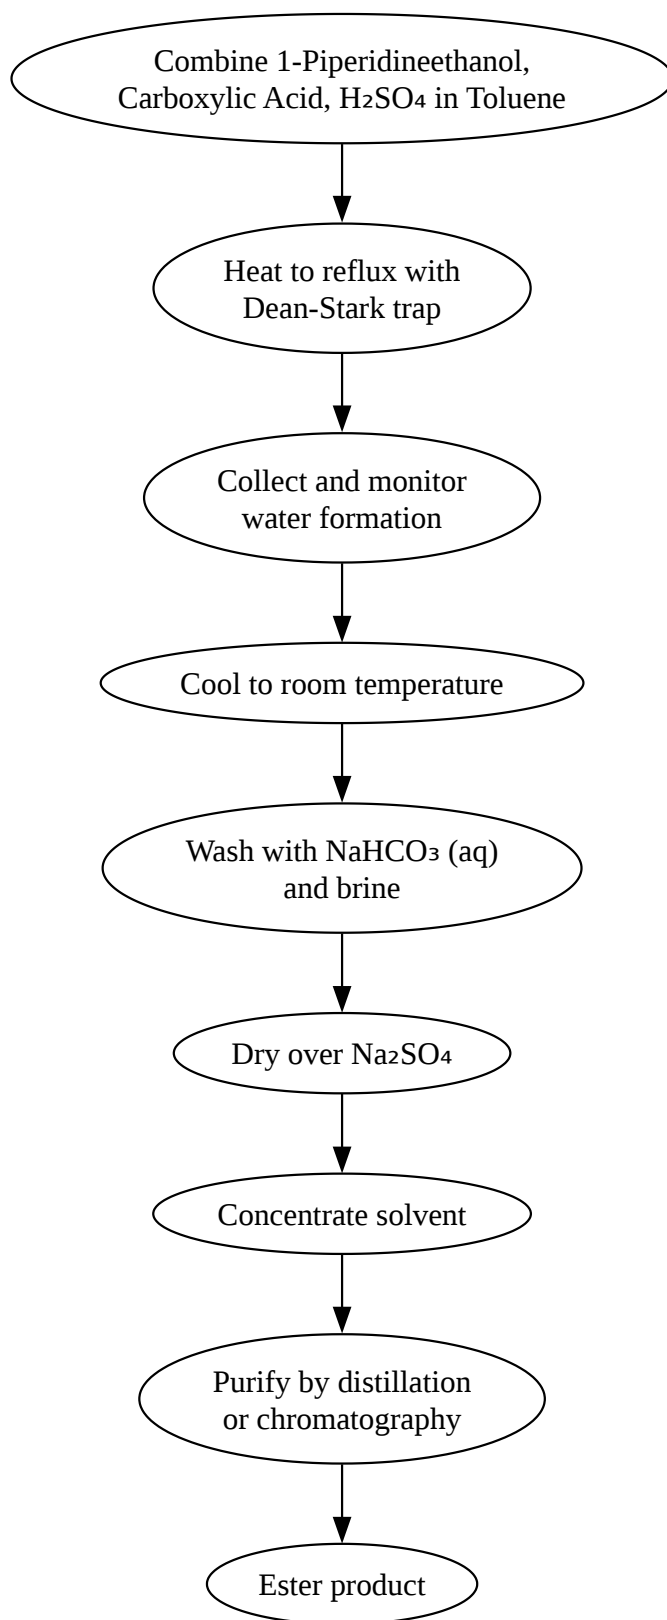 Combine 1-Piperidineethanol,
Carboxylic Acid, H₂SO₄ in Toluene
Heat to reflux with
Dean-Stark trap
Collect and monitor
water formation
Cool to room temperature
Wash with NaHCO₃ (aq)
and brine
Dry over Na₂SO₄
Concentrate solvent
Purify by distillation
or chromatography
Ester product